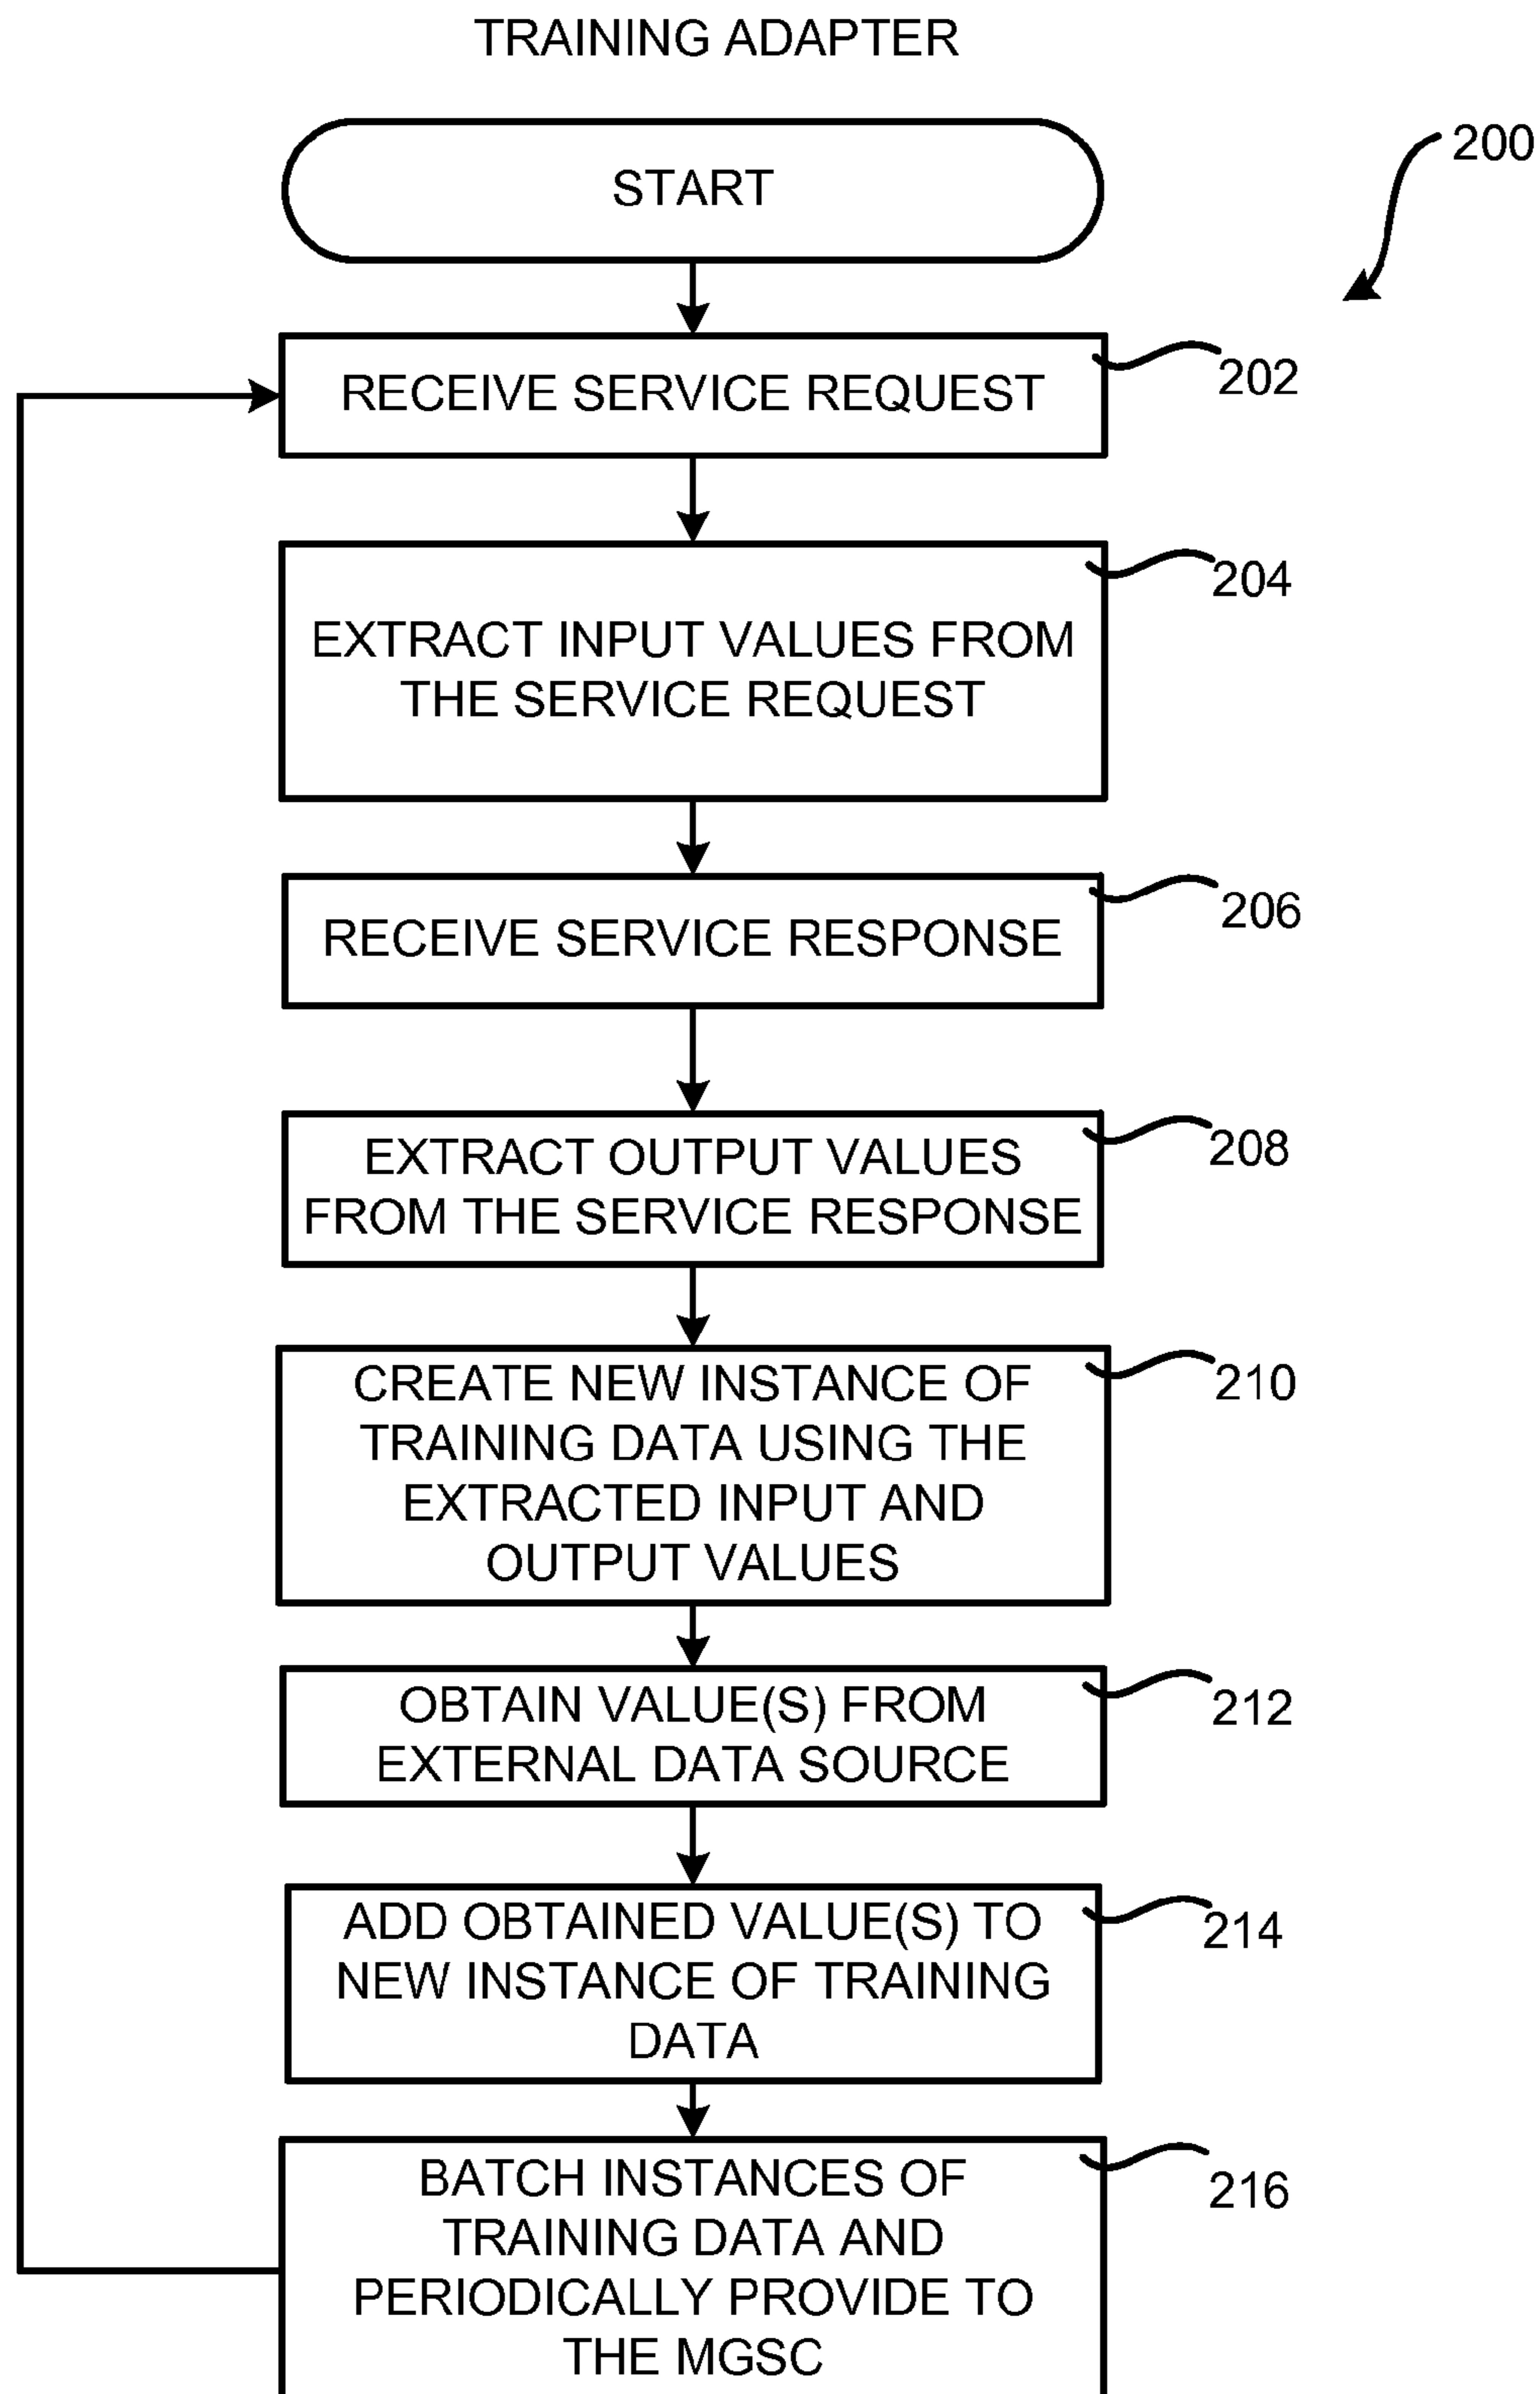 TRAINING ADAPTER
START
200
RECEIVE SERVICE REQUEST
202
EXTRACT INPUT VALUES FROM
THE SERVICE REQUEST
204
RECEIVE SERVICE RESPONSE
206
EXTRACT OUTPUT VALUES
FROM THE SERVICE RESPONSE
208
CREATE NEW INSTANCE OF
TRAINING DATA USING THE
EXTRACTED INPUT AND
OUTPUT VALUES
210
OBTAIN VALUE(S) FROM
EXTERNAL DATA SOURCE
212
ADD OBTAINED VALUE(S) TO
NEW INSTANCE OF TRAINING
DATA
214
BATCH INSTANCES OF
TRAINING DATA AND
PERIODICALLY PROVIDE TO
THE MGSC
216